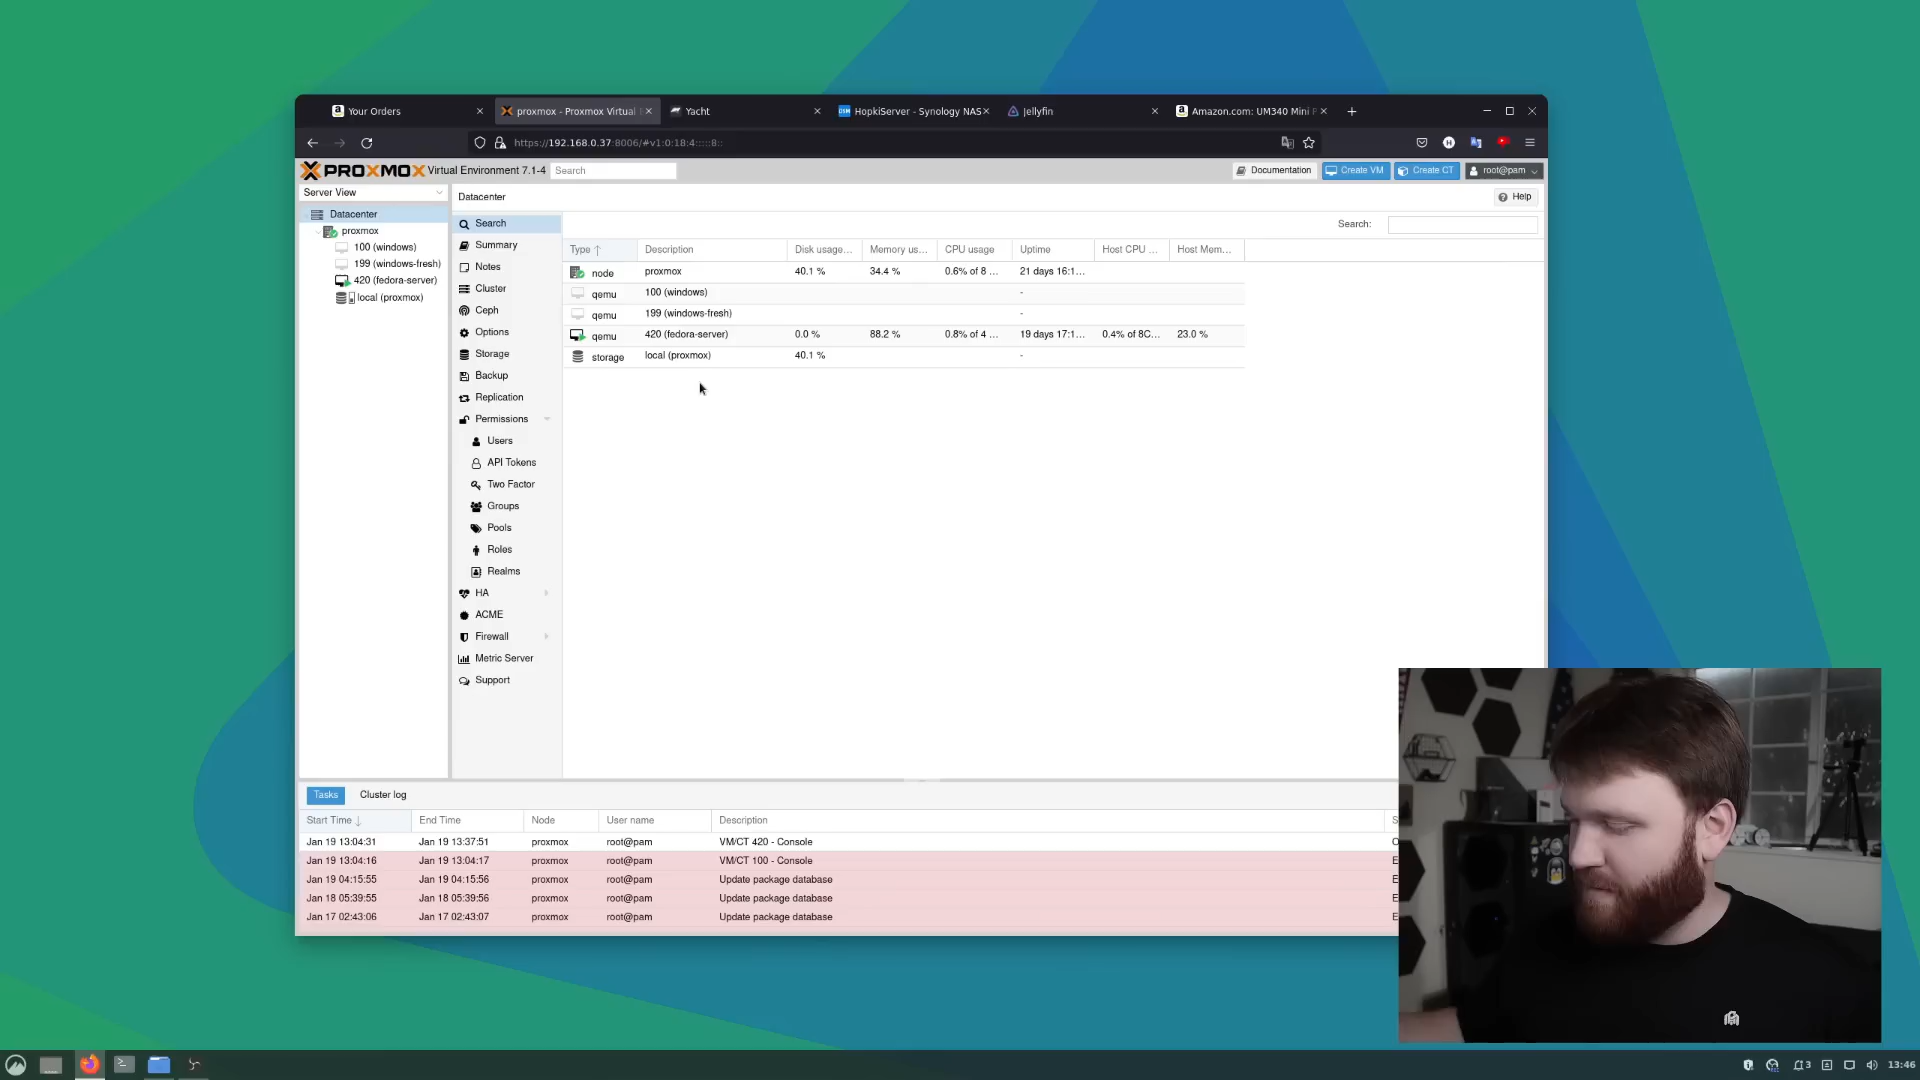 Your Orders
proxmox - Proxmox Virtual
Yacht
HopkiServer - Synology NAS
Jellyfin
Amazon.com: UM340 Mini
https://192.168.0.37:8006/#v1:0:18:4:::::8::
PROXMOX Virtual Environment 7.1-4
Search
Documentation
Create VM
Create CT
root@pam
Server View
Datacenter
Help
Datacenter
proxmox
100 (windows)
199 (windows-fresh)
420 (fedora-server)
local (proxmox)
Search
Summary
Notes
Cluster
Ceph
Options
Storage
Backup
Replication
Permissions
Users
API Tokens
Two Factor
Groups
Pools
Roles
Realms
HA
ACME
Firewall
Metric Server
Support
Search:
Type Description Disk usage... Memory us... CPU usage Uptime Host CPU ... Host Mem...
node proxmox 40.1 % 34.4 % 0.6% of 8 ... 21 days 16:1...
qemu 100 (windows) -
qemu 199 (windows-fresh) -
qemu 420 (fedora-server) 0.0 % 88.2 % 0.8% of 4 ... 19 days 17:1... 0.4% of 8C... 23.0 %
storage local (proxmox) 40.1 % -
Tasks
Cluster log
Start Time End Time Node User name Description S
Jan 19 13:04:31 Jan 19 13:37:51 proxmox root@pam VM/CT 420 - Console O
Jan 19 13:04:16 Jan 19 13:04:17 proxmox root@pam VM/CT 100 - Console E
Jan 19 04:15:55 Jan 19 04:15:56 proxmox root@pam Update package database E
Jan 18 05:39:55 Jan 18 05:39:56 proxmox root@pam Update package database E
Jan 17 02:43:06 Jan 17 02:43:07 proxmox root@pam Update package database E
3
13:46